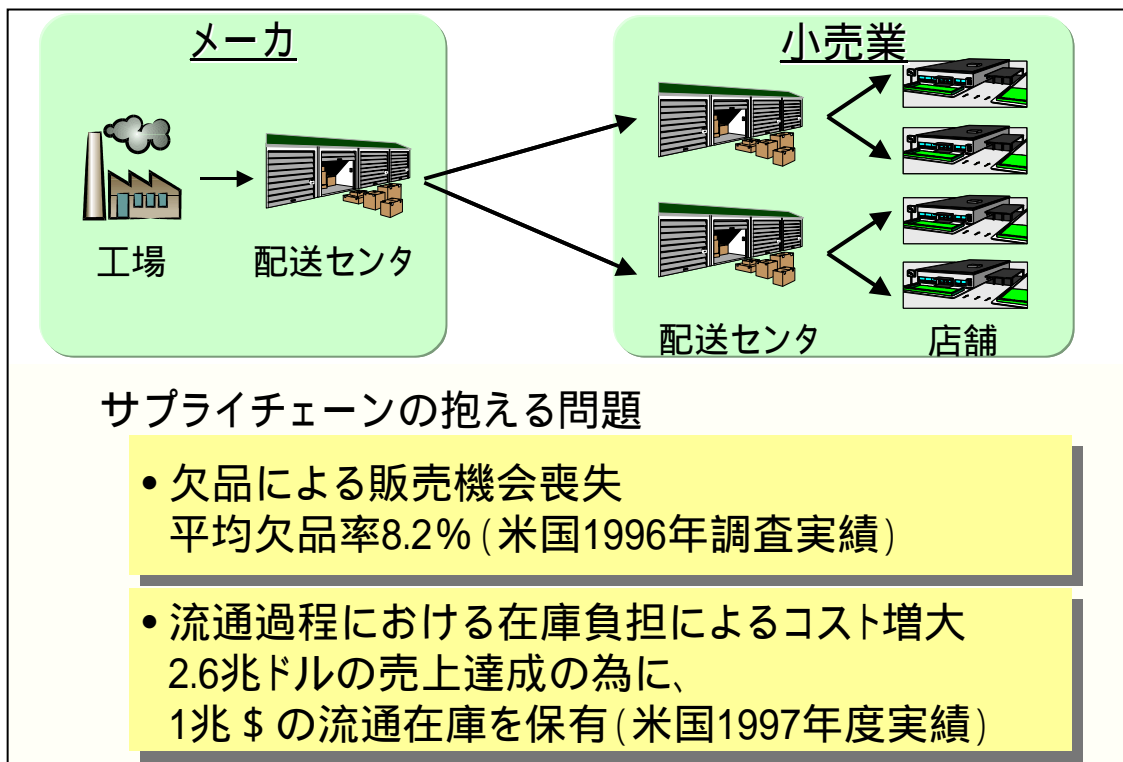 メーカ
小売業
工場
配送センタ
配送センタ
店舗
サプライチェーンの抱える問題
• 欠品による販売機会喪失
平均欠品率8.2%(米国1996年調査実績)
• 流通過程における在庫負担によるコスト増大
2.6兆ドルの売上達成の為に、
1兆$の流通在庫を保有(米国1997年度実績)